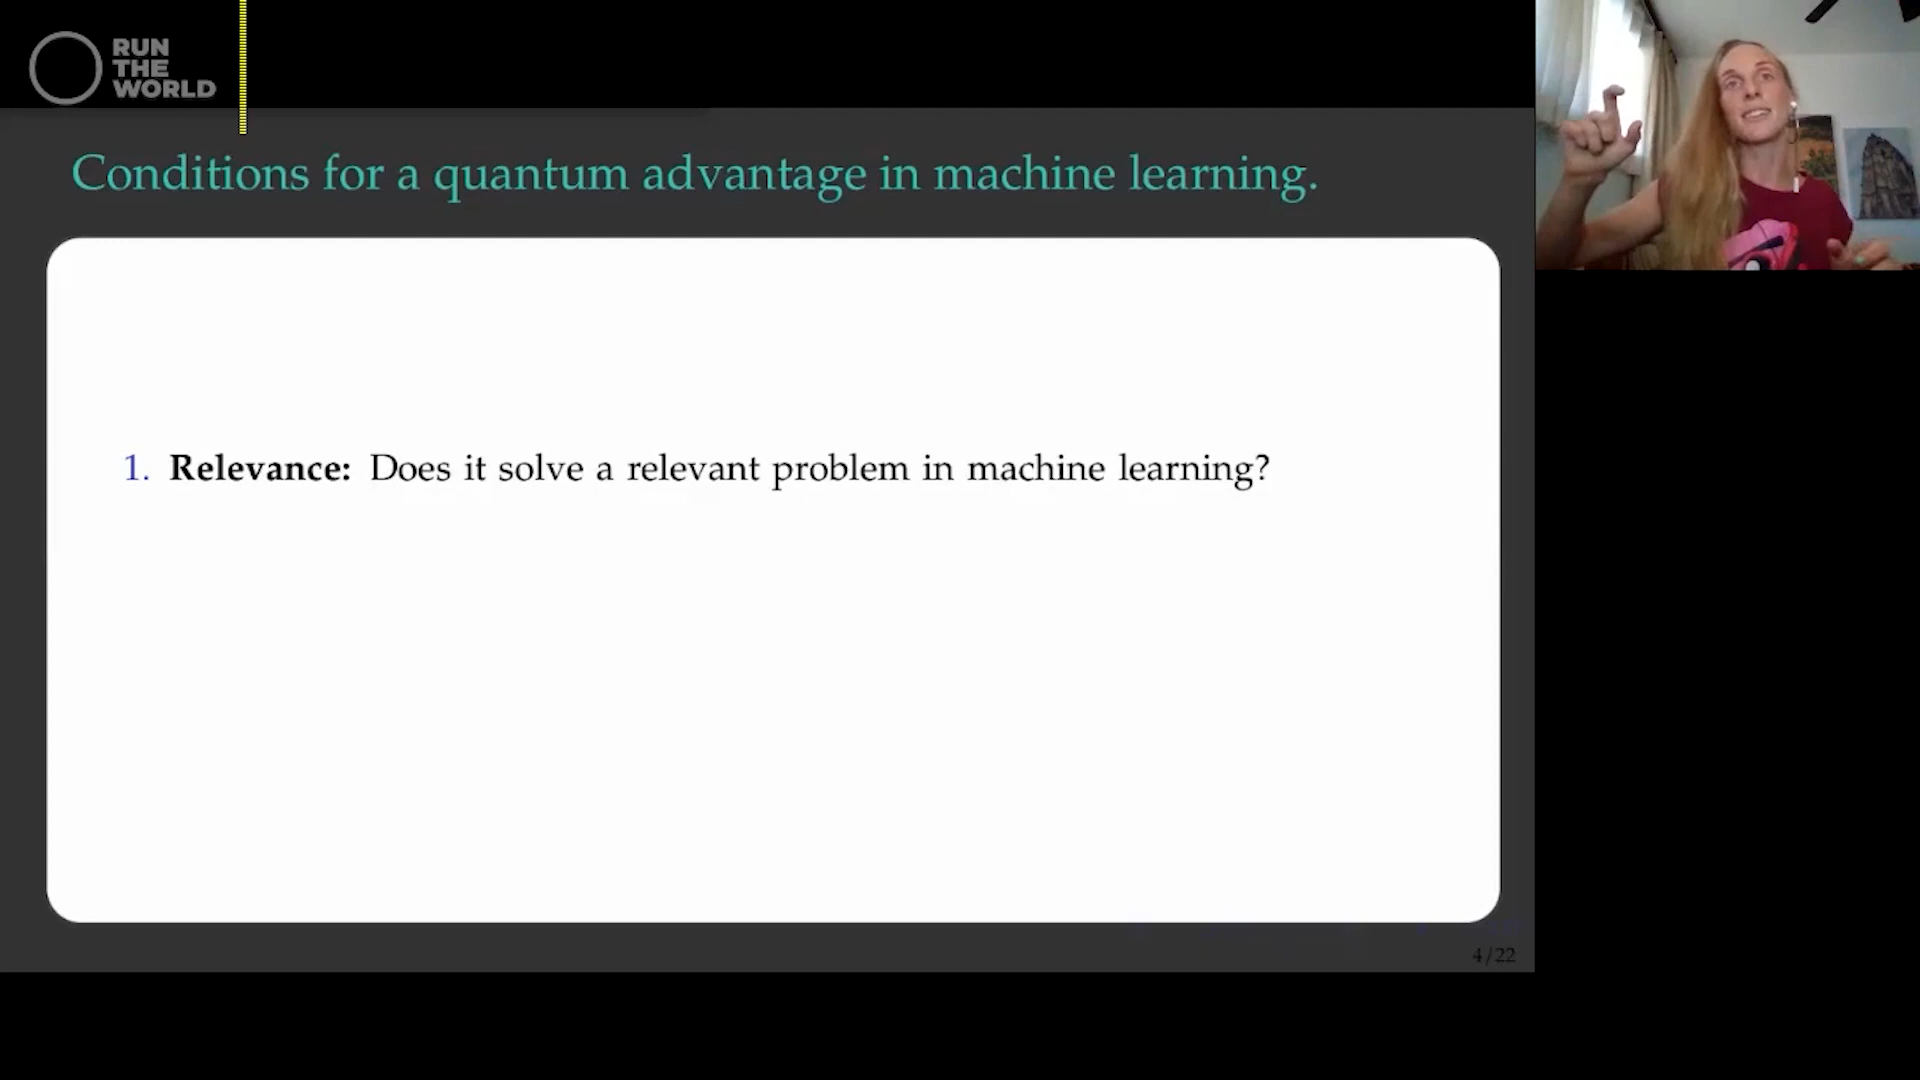 RUN
THE
WORLD
Conditions for a quantum advantage in machine learning.
1. Relevance: Does it solve a relevant problem in machine learning?
4/22